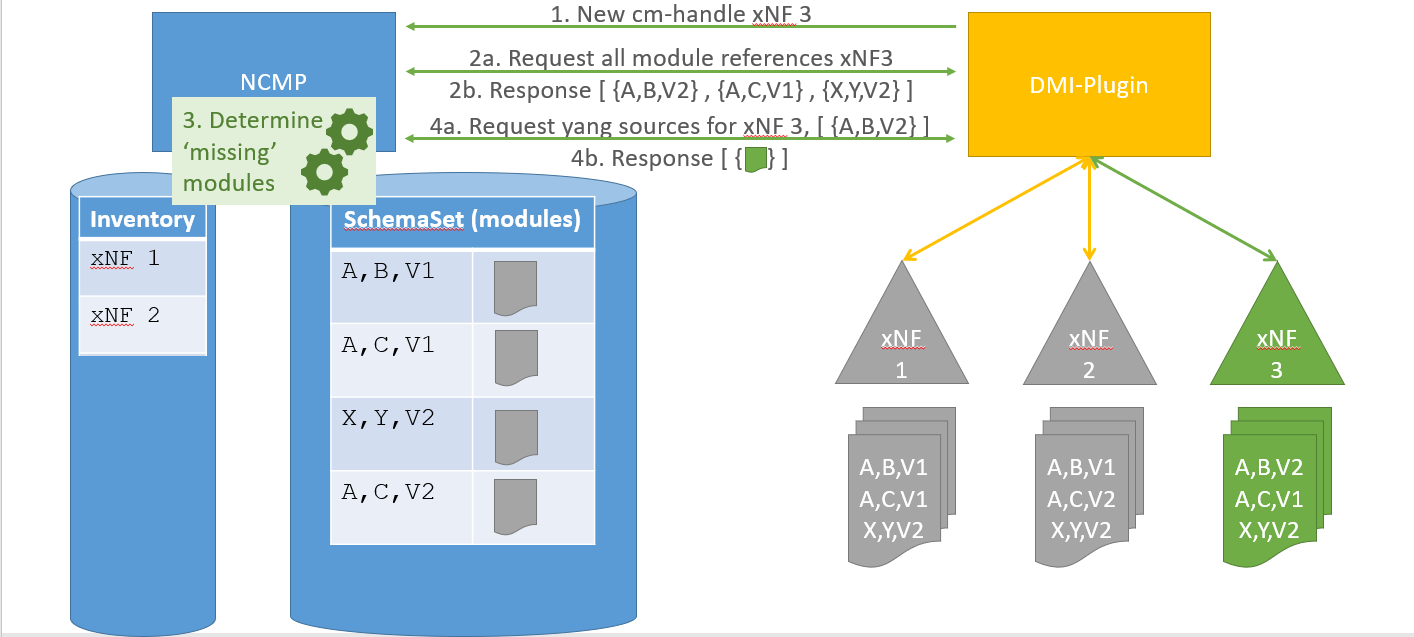 1. New cm-handle xNF 3
2a. Request all module references xNF3
2b. Response [ {A,B,V2} , {A,C,V1} , {X,Y,V2} ]
4a. Request yang sources for xNF 3, [ {A,B,V2} ]
4b. Response [ { } ]
NCMP
3. Determine
‘missing’
modules
DMI-Plugin
Inventory
xNF 1
xNF 2
SchemaSet (modules)
A,B,V1
A,C,V1
X,Y,V2
A,C,V2
xNF
1
xNF
2
xNF
3
A,B,V1
A,C,V1
X,Y,V2
A,B,V1
A,C,V2
X,Y,V2
A,B,V2
A,C,V1
X,Y,V2